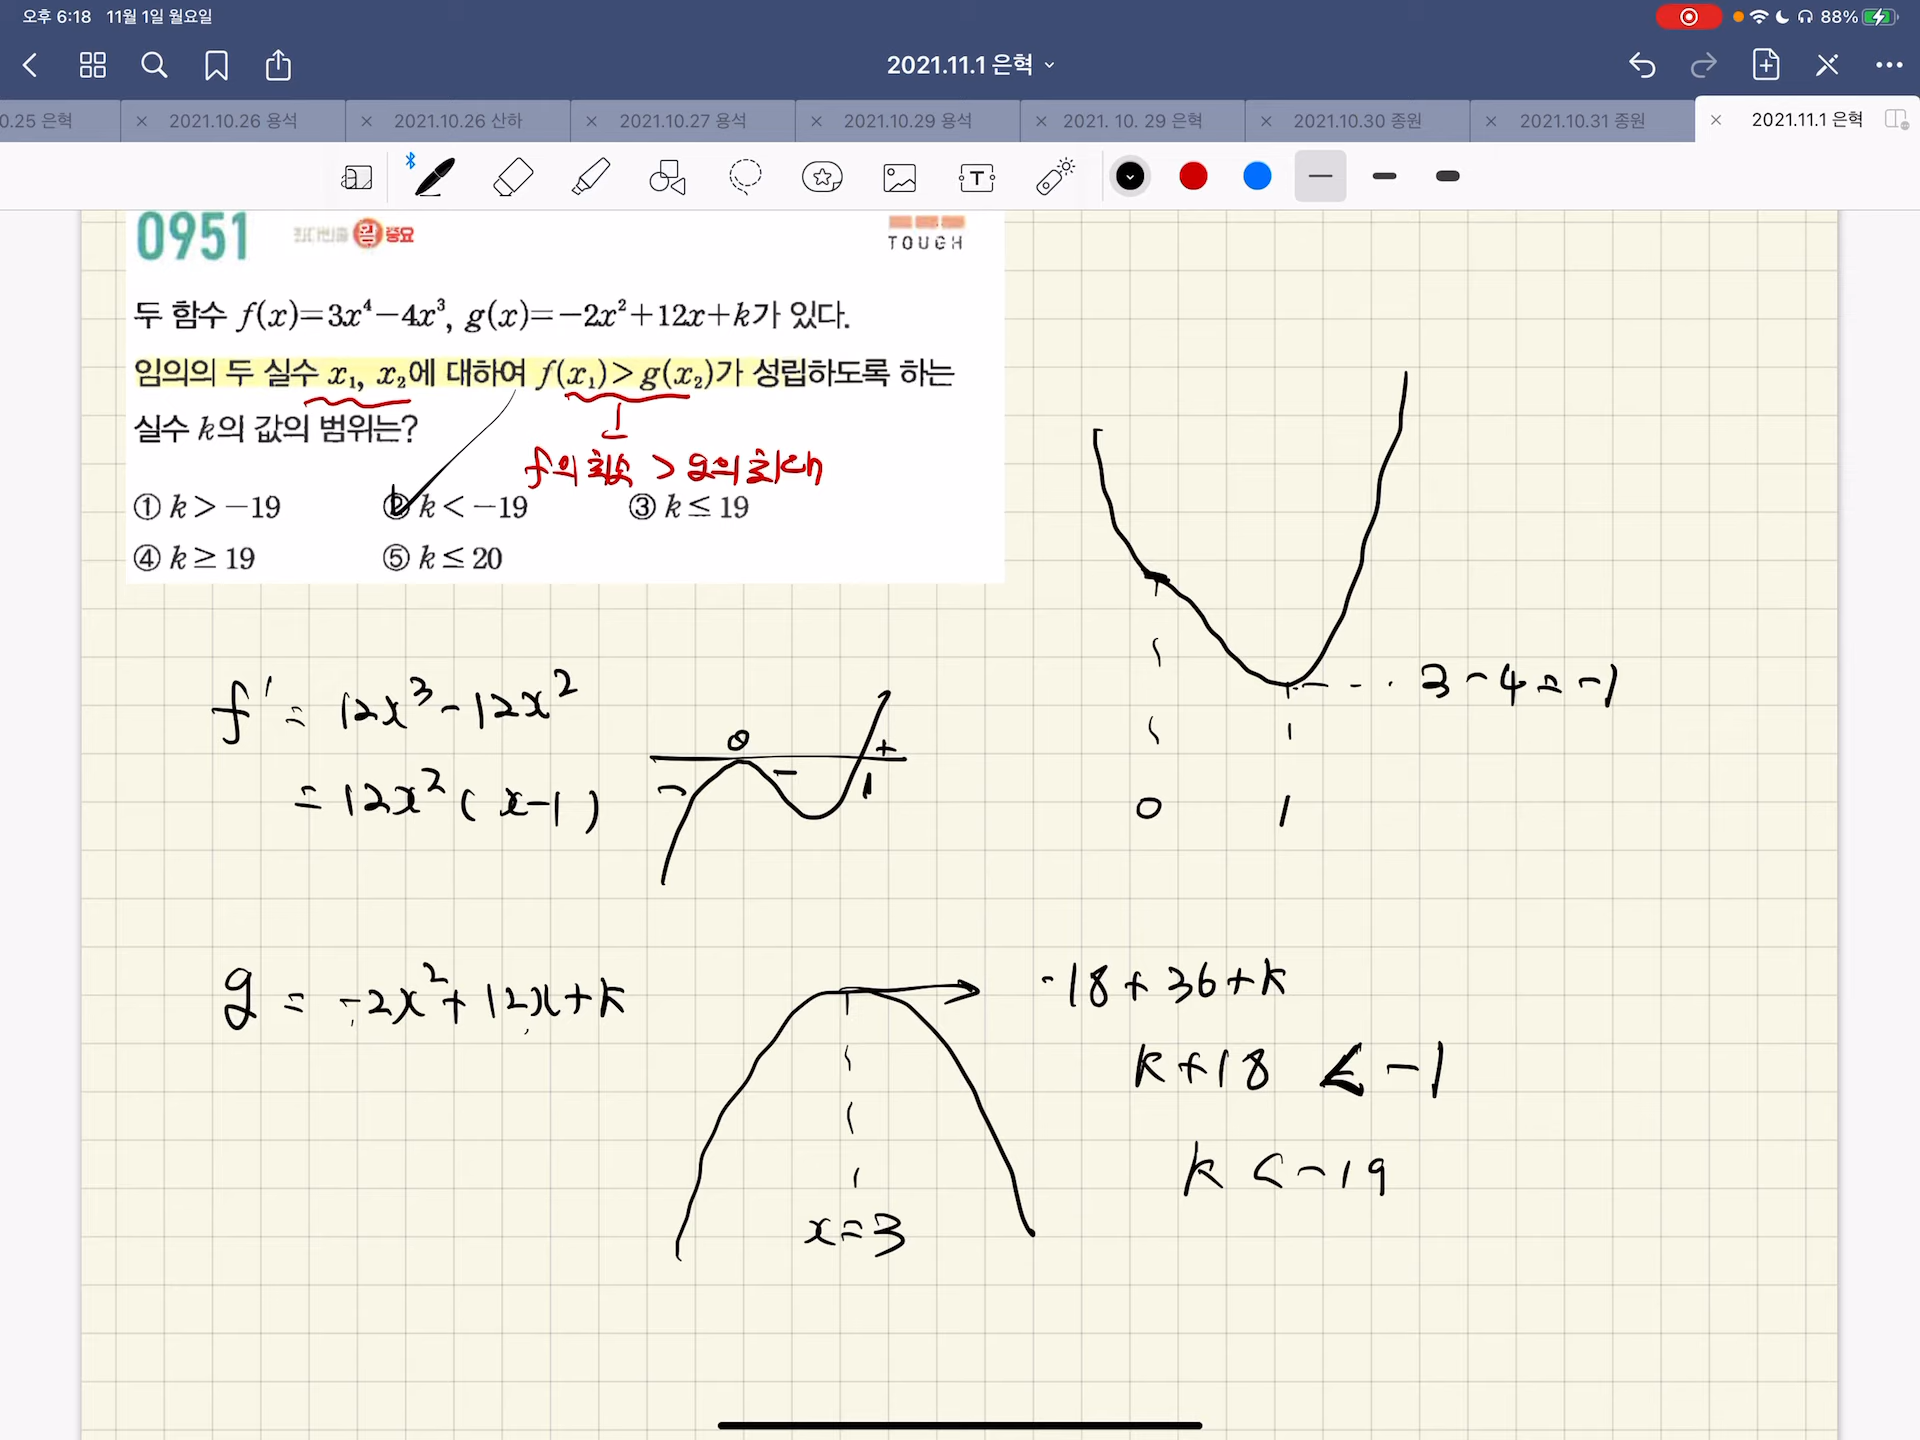 오후 6:18 11월 1일 월요일
88%
2021.11.1 은혁
0.25 은혁
2021.10.26 용석
2021.10.26 산하
2021.10.27 용석
2021.10.29 용석
2021. 10. 29 은혁
2021.10.30 종원
2021.10.31 종원
2021.11.1 은혁
0951
왕중요
TOUGH
두 함수 f(x)=3x⁴−4x³, g(x)=−2x²+12x+k가 있다.
임의의 두 실수 x₁, x₂에 대하여 f(x₁)>g(x₂)가 성립하도록 하는
실수 k의 값의 범위는?
f의 최소 > g의 최대
① k>−19 ② k<−19 ③ k≤19
④ k≥19 ⑤ k≤20
f' = 12x³-12x²
= 12x²(x-1)
0
- - +
1
3-4=-1
0 1
g = -2x²+12x+k
x=3
-18+36+k
k+18 < -1
k<-19